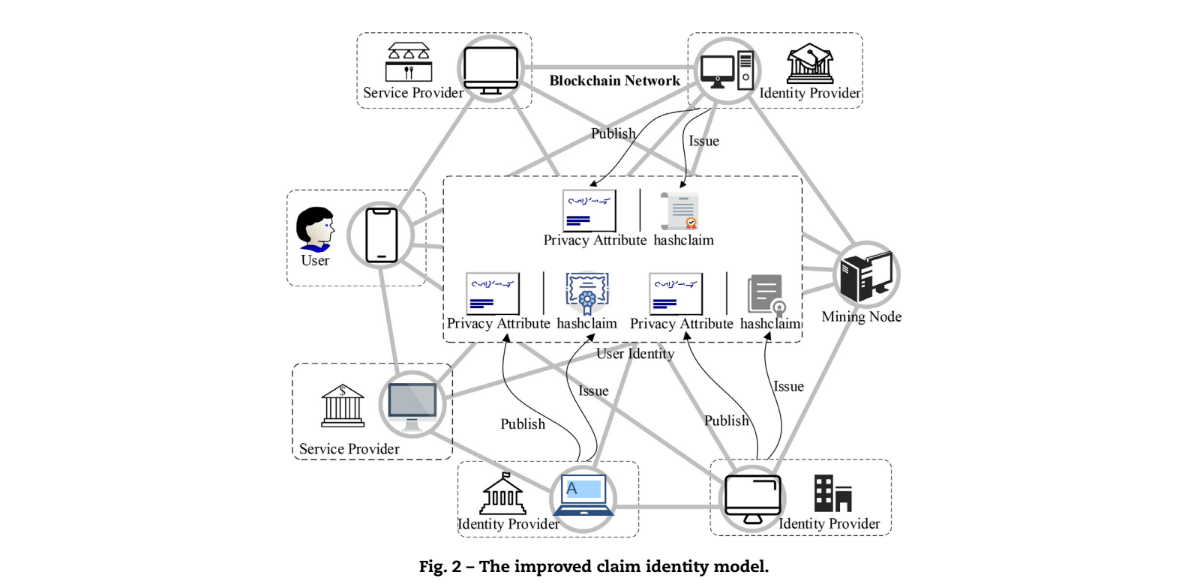 Blockchain Network
Service Provider
Identity Provider
Publish
Issue
Privacy Attribute
hashclaim
User
Privacy Attribute
hashclaim
Privacy Attribute
hashclaim
Mining Node
User Identity
Issue
Issue
Publish
Publish
$
Service Provider
A
Identity Provider
Identity Provider
Fig. 2 – The improved claim identity model.